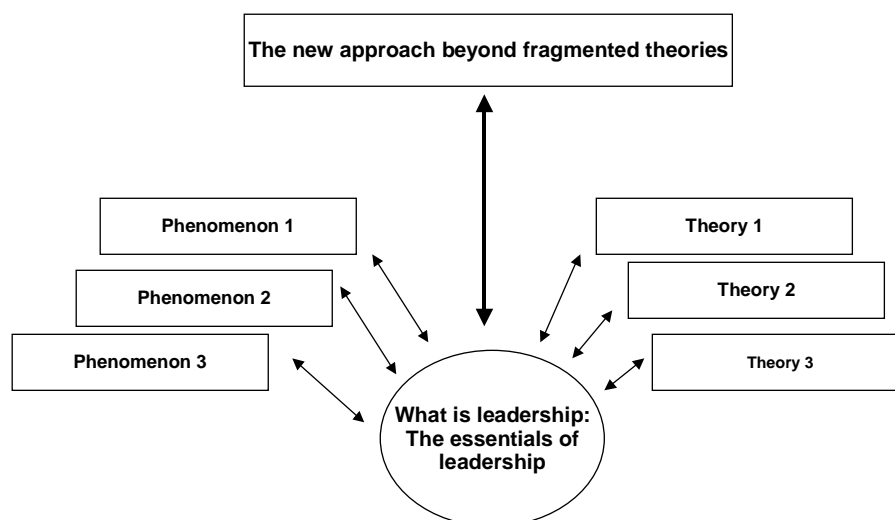 The new approach beyond fragmented theories
Phenomenon 1
Phenomenon 2
Phenomenon 3
Theory 1
Theory 2
Theory 3
What is leadership:
The essentials of
leadership